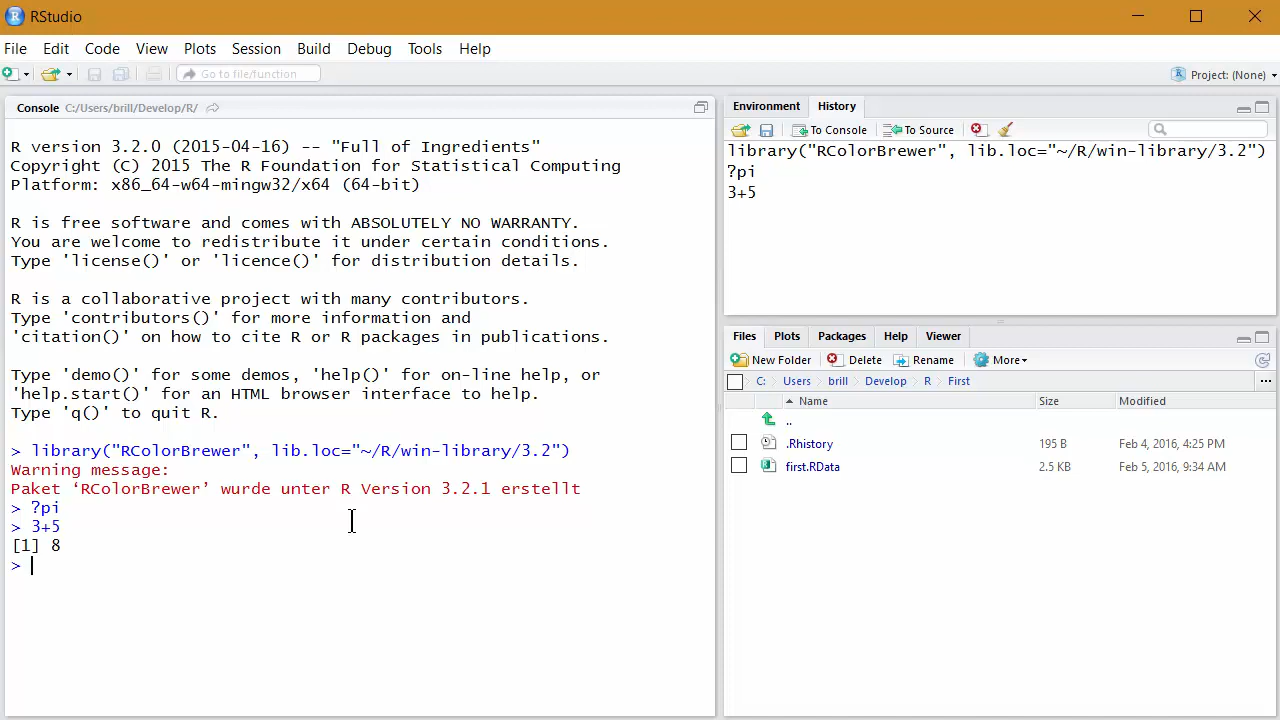 RStudio
File Edit Code View Plots Session Build Debug Tools Help
Go to file/function
Project: (None)
Console C:/Users/brill/Develop/R/
R version 3.2.0 (2015-04-16) -- "Full of Ingredients"
Copyright (C) 2015 The R Foundation for Statistical Computing
Platform: x86_64-w64-mingw32/x64 (64-bit)
R is free software and comes with ABSOLUTELY NO WARRANTY.
You are welcome to redistribute it under certain conditions.
Type 'license()' or 'licence()' for distribution details.
R is a collaborative project with many contributors.
Type 'contributors()' for more information and
'citation()' on how to cite R or R packages in publications.
Type 'demo()' for some demos, 'help()' for on-line help, or
'help.start()' for an HTML browser interface to help.
Type 'q()' to quit R.
> library("RColorBrewer", lib.loc="~/R/win-library/3.2")
Warning message:
Paket ‘RColorBrewer’ wurde unter R Version 3.2.1 erstellt
> ?pi
> 3+5
[1] 8
>
Environment History
To Console To Source
library("RColorBrewer", lib.loc="~/R/win-library/3.2")
?pi
3+5
Files Plots Packages Help Viewer
New Folder Delete Rename More
C: Users brill Develop R First ...
Name Size Modified
..
.Rhistory 195 B Feb 4, 2016, 4:25 PM
first.RData 2.5 KB Feb 5, 2016, 9:34 AM